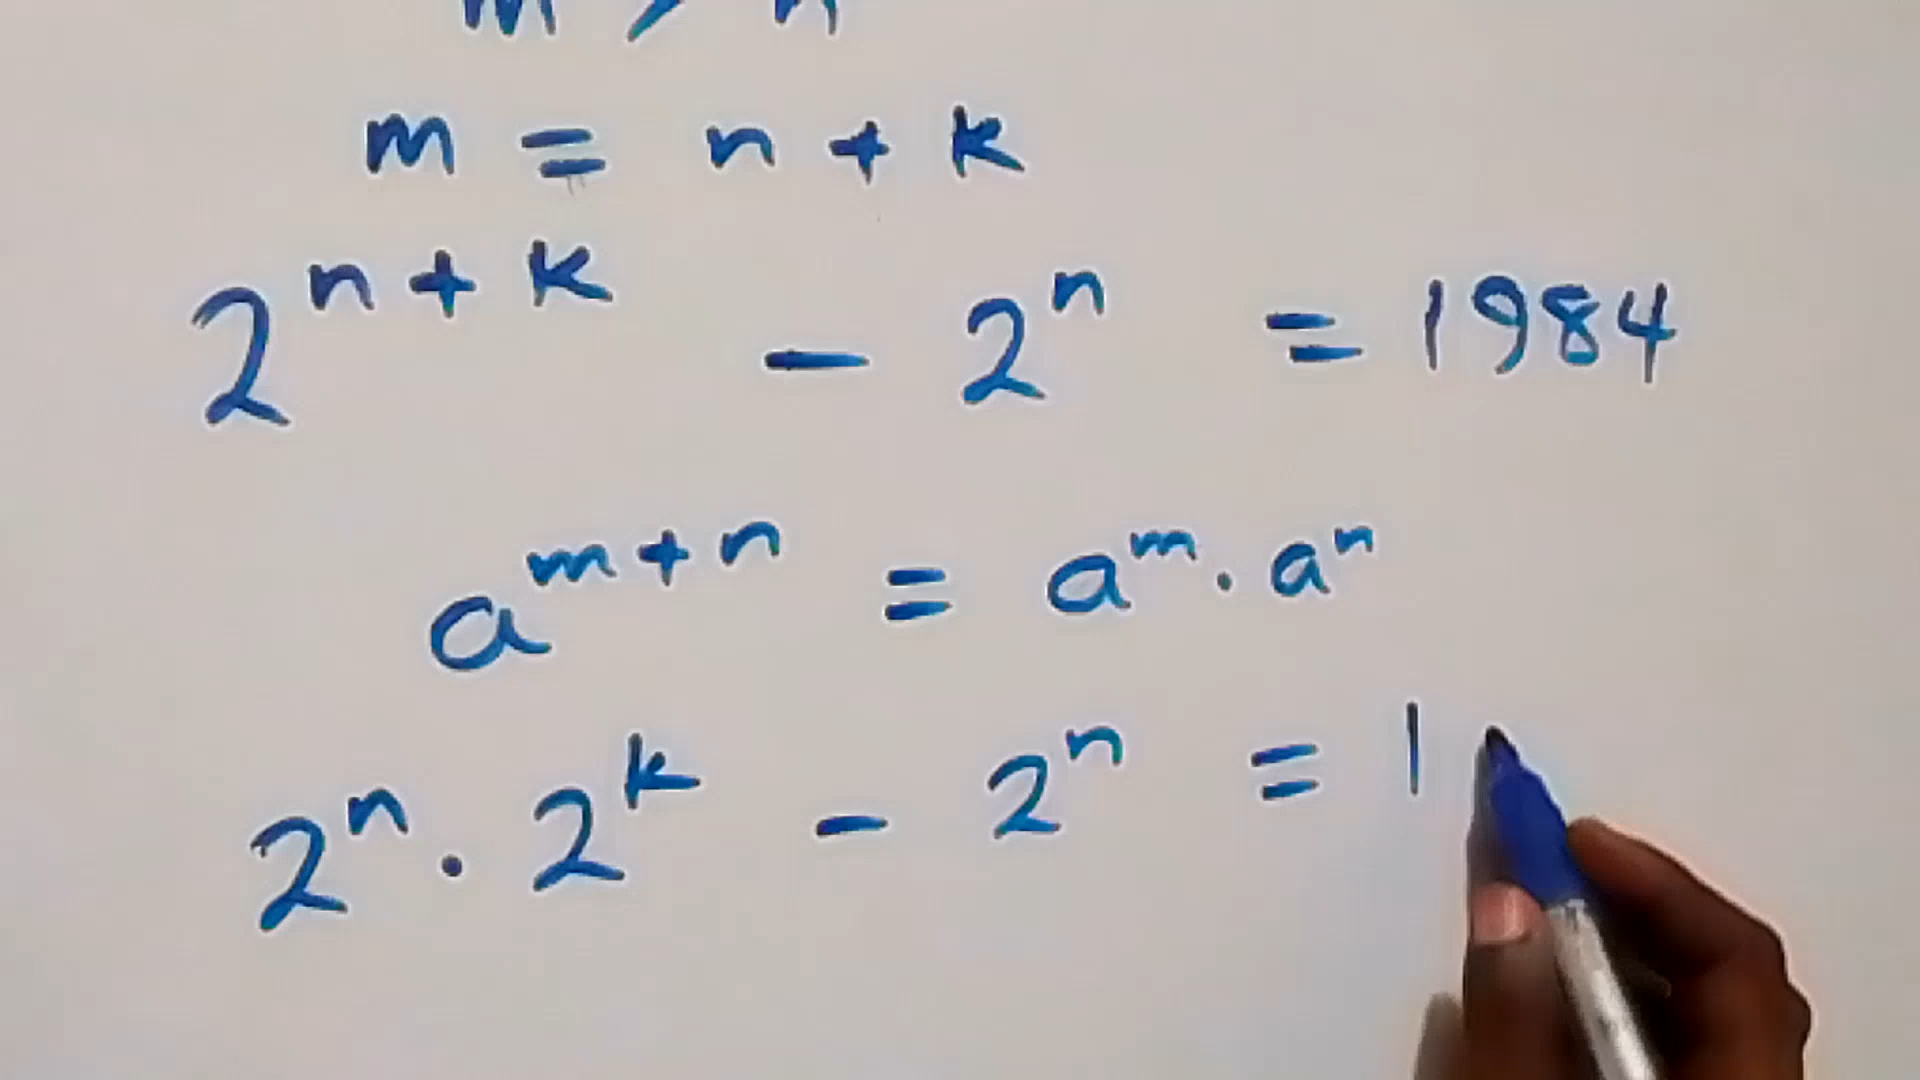 m > n
m = n + k
2^{n+k} - 2^n = 1984
a^{m+n} = a^m · a^n
2^n · 2^k - 2^n = 1